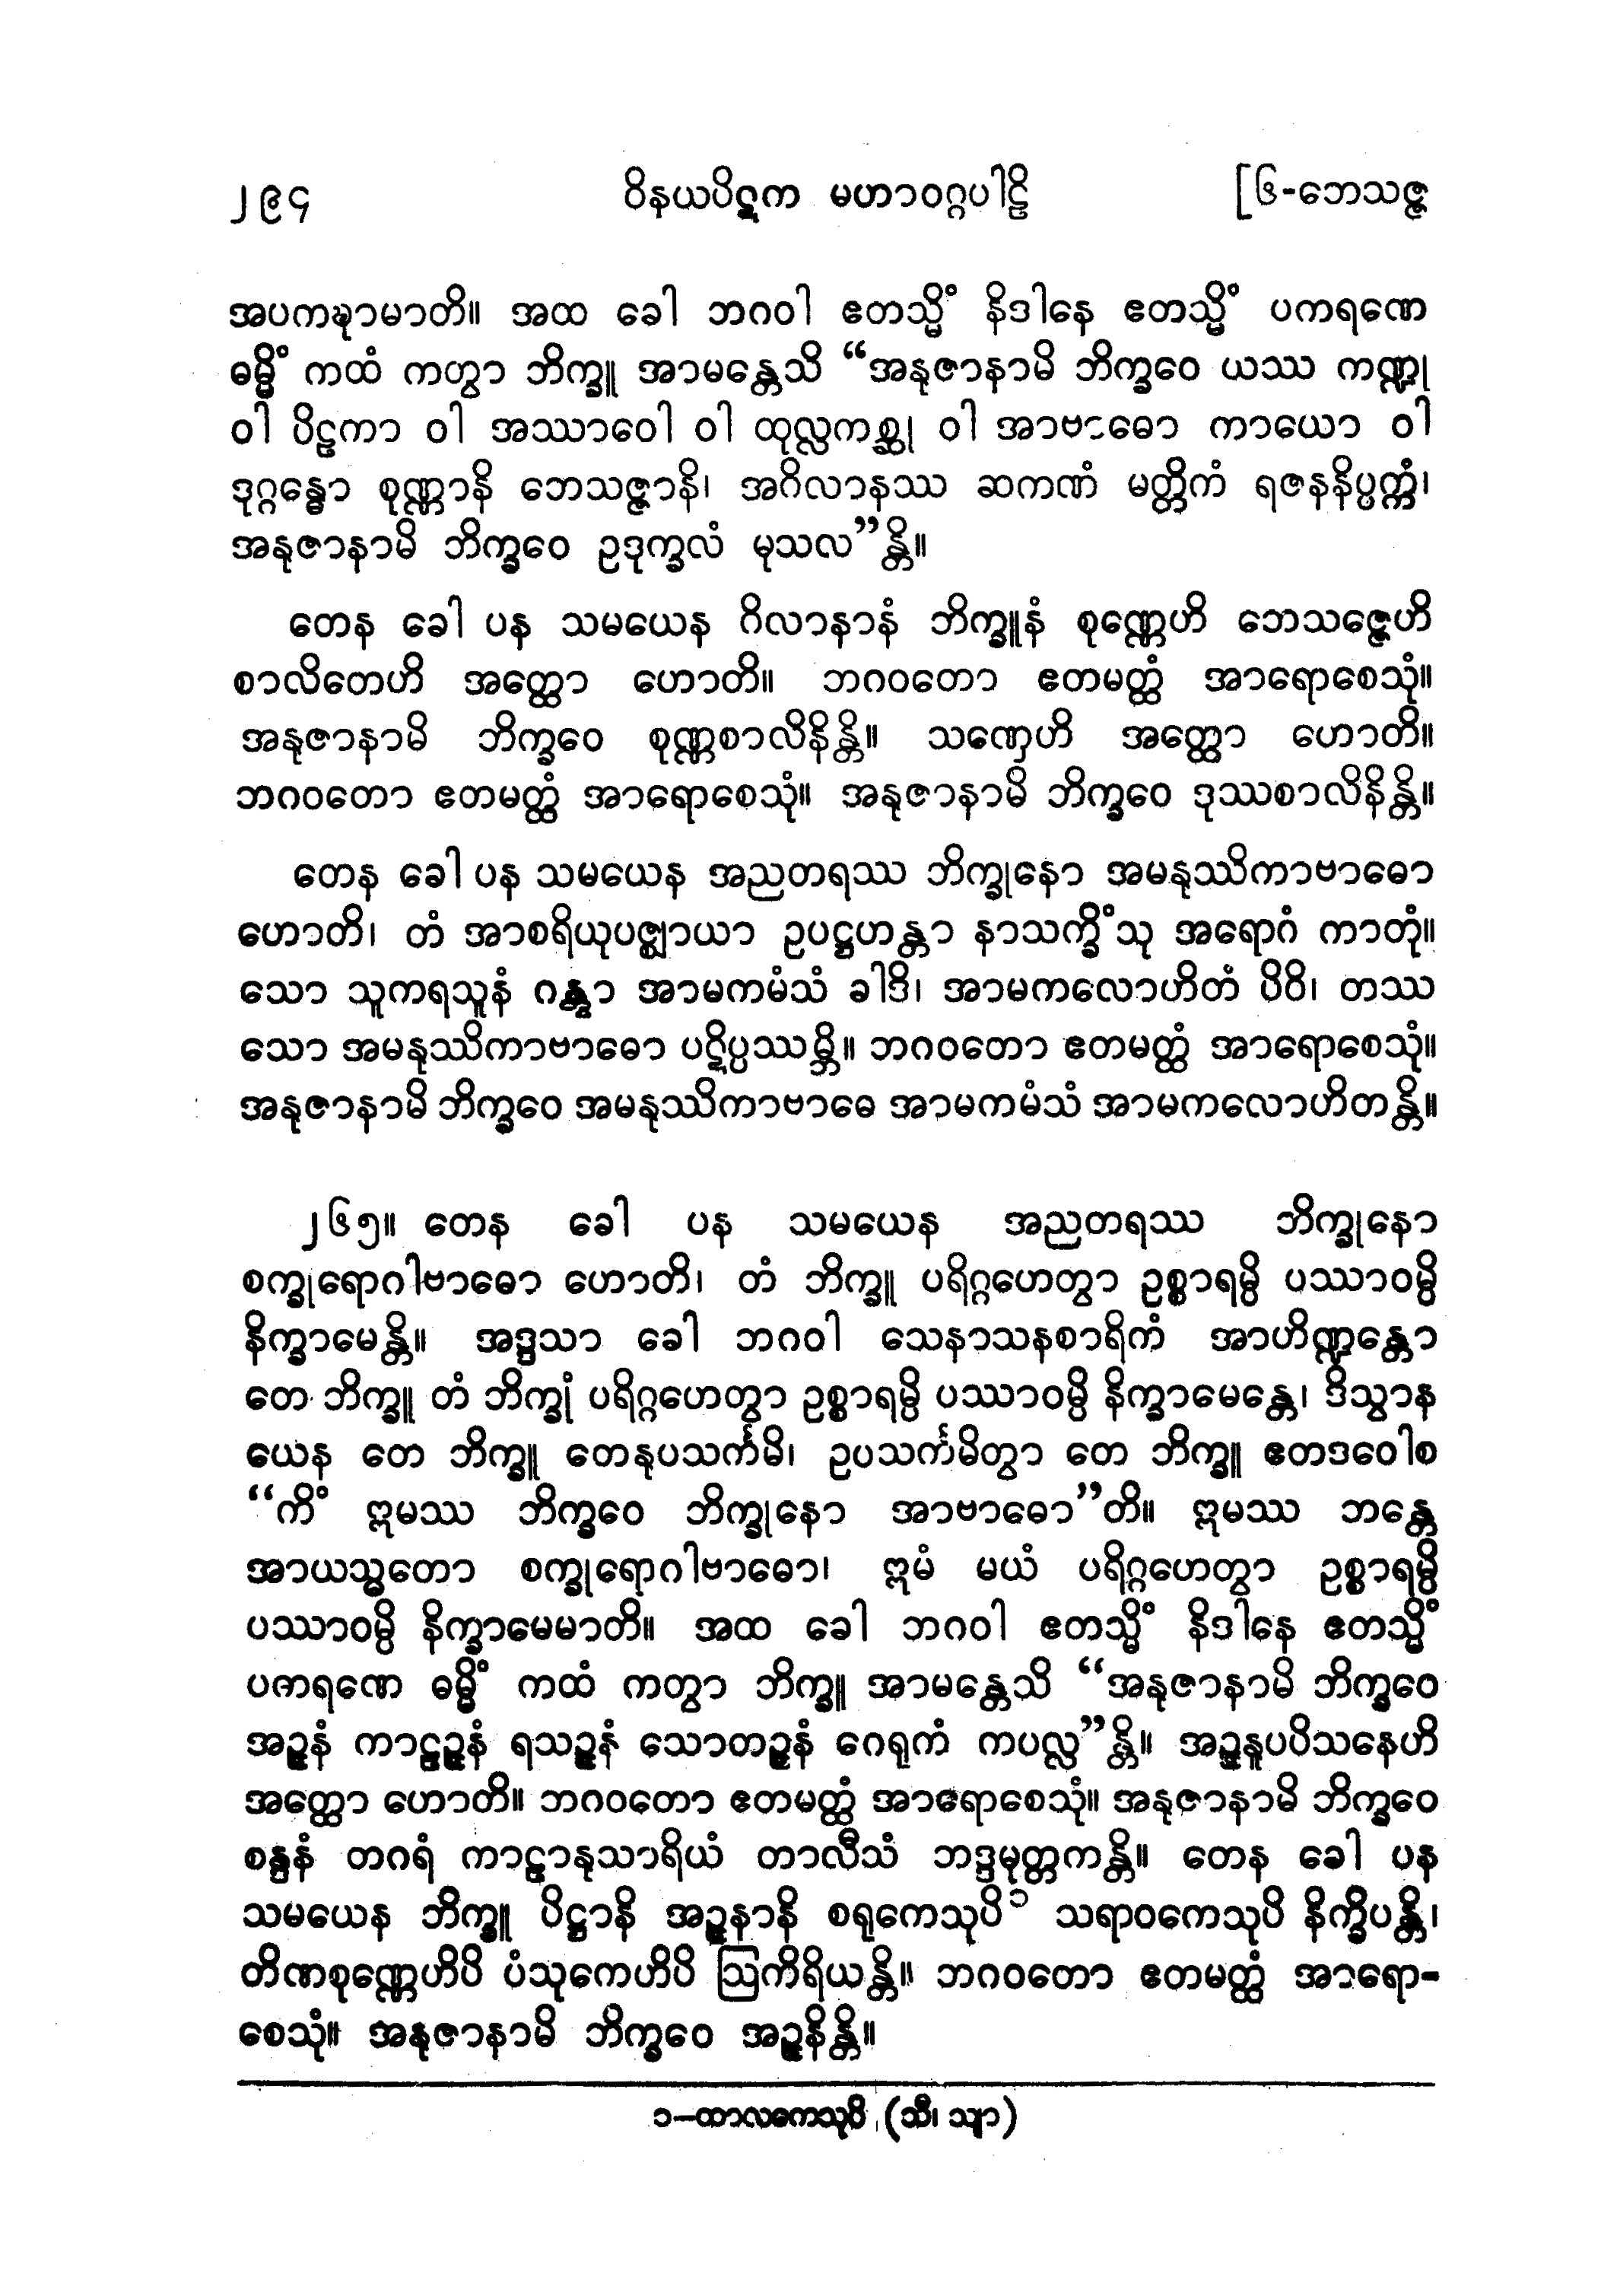 ၂၉၄ ဝိနယပိဋက မဟာဝဂ္ဂပါဠိ [၆-ဘေသဇ္ဇ
အပကဍ္ဎာမာတိ။ အထ ခေါ ဘဂဝါ ဧတသ္မိံ နိဒါနေ ဧတသ္မိံ ပကရဏေ
ဓမ္မိံ ကထံ ကတွာ ဘိက္ခူ အာမန္တေသိ “အနုဇာနာမိ ဘိက္ခဝေ ယဿ ကဏ္ဍု
ဝါ ပိဠကာ ဝါ အဿာဝေါ ဝါ ထုလ္လကစ္ဆု ဝါ အာဗာဓော ကာယော ဝါ
ဒုဂ္ဂန္ဓော စုဏ္ဏာနိ ဘေသဇ္ဇာနိ၊ အဂိလာနဿ ဆကဏံ မတ္တိကံ ရဇနနိပ္ပက္ကံ၊
အနုဇာနာမိ ဘိက္ခဝေ ဥဒုက္ခလံ မုသလ”န္တိ။
တေန ခေါ ပန သမယေန ဂိလာနာနံ ဘိက္ခူနံ စုဏ္ဏေဟိ ဘေသဇ္ဇေဟိ
စာလိတေဟိ အတ္ထော ဟောတိ။ ဘဂဝတော ဧတမတ္ထံ အာရောစေသုံ။
အနုဇာနာမိ ဘိက္ခဝေ စုဏ္ဏစာလိနိန္တိ။ သဏှေဟိ အတ္ထော ဟောတိ။
ဘဂဝတော ဧတမတ္ထံ အာရောစေသုံ။ အနုဇာနာမိ ဘိက္ခဝေ ဒုဿစာလိနိန္တိ။
တေန ခေါ ပန သမယေန အညတရဿ ဘိက္ခုနော အမနုဿိကာဗာဓော
ဟောတိ၊ တံ အာစရိယုပဇ္ဈာယာ ဥပဋ္ဌဟန္တာ နာသက္ခိံသု အရောဂံ ကာတုံ။
သော သူကရသူနံ ဂန္တွာ အာမကမံသံ ခါဒိ၊ အာမကလောဟိတံ ပိဝိ၊ တဿ
သော အမနုဿိကာဗာဓော ပဋိပ္ပဿမ္ဘိ။ ဘဂဝတော ဧတမတ္ထံ အာရောစေသုံ။
အနုဇာနာမိ ဘိက္ခဝေ အမနုဿိကာဗာဓေ အာမကမံသံ အာမကလောဟိတန္တိ။
၂၆၅။ တေန ခေါ ပန သမယေန အညတရဿ ဘိက္ခုနော
စက္ခုရောဂါဗာဓော ဟောတိ၊ တံ ဘိက္ခူ ပရိဂ္ဂဟေတွာ ဥစ္စာရမ္ပိ ပဿာဝမ္ပိ
နိက္ခာမေန္တိ။ အဒ္ဒသာ ခေါ ဘဂဝါ သေနာသနစာရိကံ အာဟိဏ္ဍန္တော
တေ ဘိက္ခူ တံ ဘိက္ခုံ ပရိဂ္ဂဟေတွာ ဥစ္စာရမ္ပိ ပဿာဝမ္ပိ နိက္ခာမေန္တေ၊ ဒိသွာန
ယေန တေ ဘိက္ခူ တေနုပသင်္ကမိ၊ ဥပသင်္ကမိတွာ တေ ဘိက္ခူ ဧတဒဝေါစ
“ကိံ ဣမဿ ဘိက္ခဝေ ဘိက္ခုနော အာဗာဓော”တိ။ ဣမဿ ဘန္တေ
အာယသ္မတော စက္ခုရောဂါဗာဓော၊ ဣမံ မယံ ပရိဂ္ဂဟေတွာ ဥစ္စာရမ္ပိ
ပဿာဝမ္ပိ နိက္ခာမေမာတိ။ အထ ခေါ ဘဂဝါ ဧတသ္မိံ နိဒါနေ ဧတသ္မိံ
ပကရဏေ ဓမ္မိံ ကထံ ကတွာ ဘိက္ခူ အာမန္တေသိ “အနုဇာနာမိ ဘိက္ခဝေ
အဉ္ဇနံ ကာဠဉ္ဇနံ ရသဉ္ဇနံ သောတဉ္ဇနံ ဂေရုကံ ကပလ္လ”န္တိ။ အဉ္ဇနူပပိသနေဟိ
အတ္ထော ဟောတိ။ ဘဂဝတော ဧတမတ္ထံ အာရောစေသုံ။ အနုဇာနာမိ ဘိက္ခဝေ
စန္ဒနံ တဂရံ ကာဠာနုသာရိယံ တာလီသံ ဘဒ္ဒမုတ္တကန္တိ။ တေန ခေါ ပန
သမယေန ဘိက္ခူ ပိဋ္ဌာနိ အဉ္ဇနာနိ စရုကေသုပိ၁ သရာဝကေသုပိ နိက္ခိပန္တိ၊
တိဏစုဏ္ဏေဟိပိ ပံသုကေဟိပိ ဩကိရိယန္တိ။ ဘဂဝတော ဧတမတ္ထံ အာရော-
စေသုံ။ အနုဇာနာမိ ဘိက္ခဝေ အဉ္ဇနိန္တိ။
၁–ထာလကေသုပိ (သီ၊ သျာ)